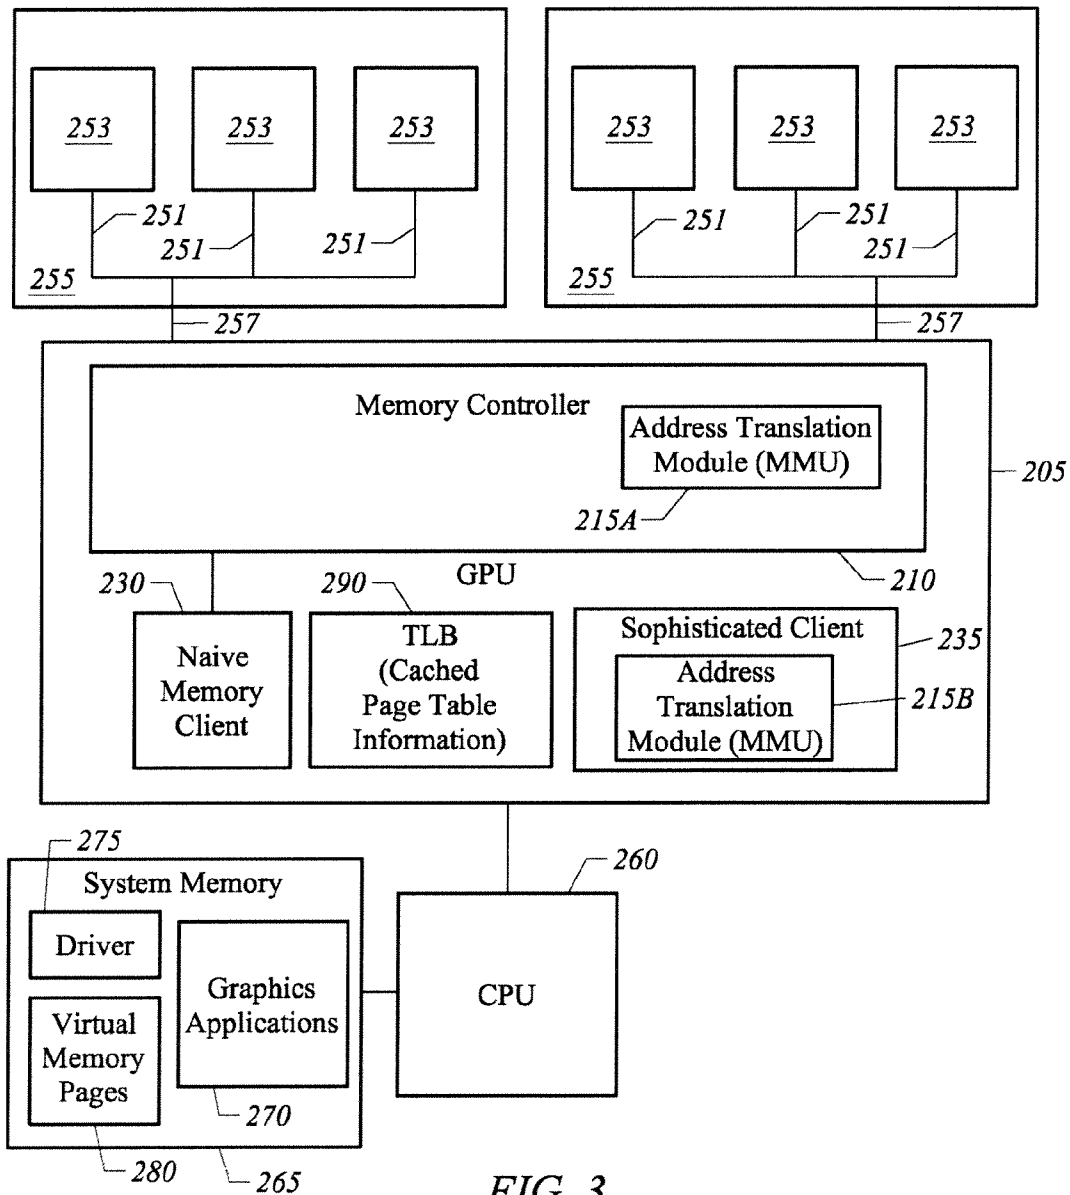 253 253 253 253 253 253
251 251 251 251 251 251
255 255
257 257
Memory Controller
Address Translation
Module (MMU)
205
215A
210
GPU
230 290
Naive
Memory
Client
TLB
(Cached
Page Table
Information)
Sophisticated Client
235
Address
Translation
Module (MMU)
215B
275
System Memory
Driver
Virtual
Memory
Pages
Graphics
Applications
270
280
265
260
CPU
FIG. 3